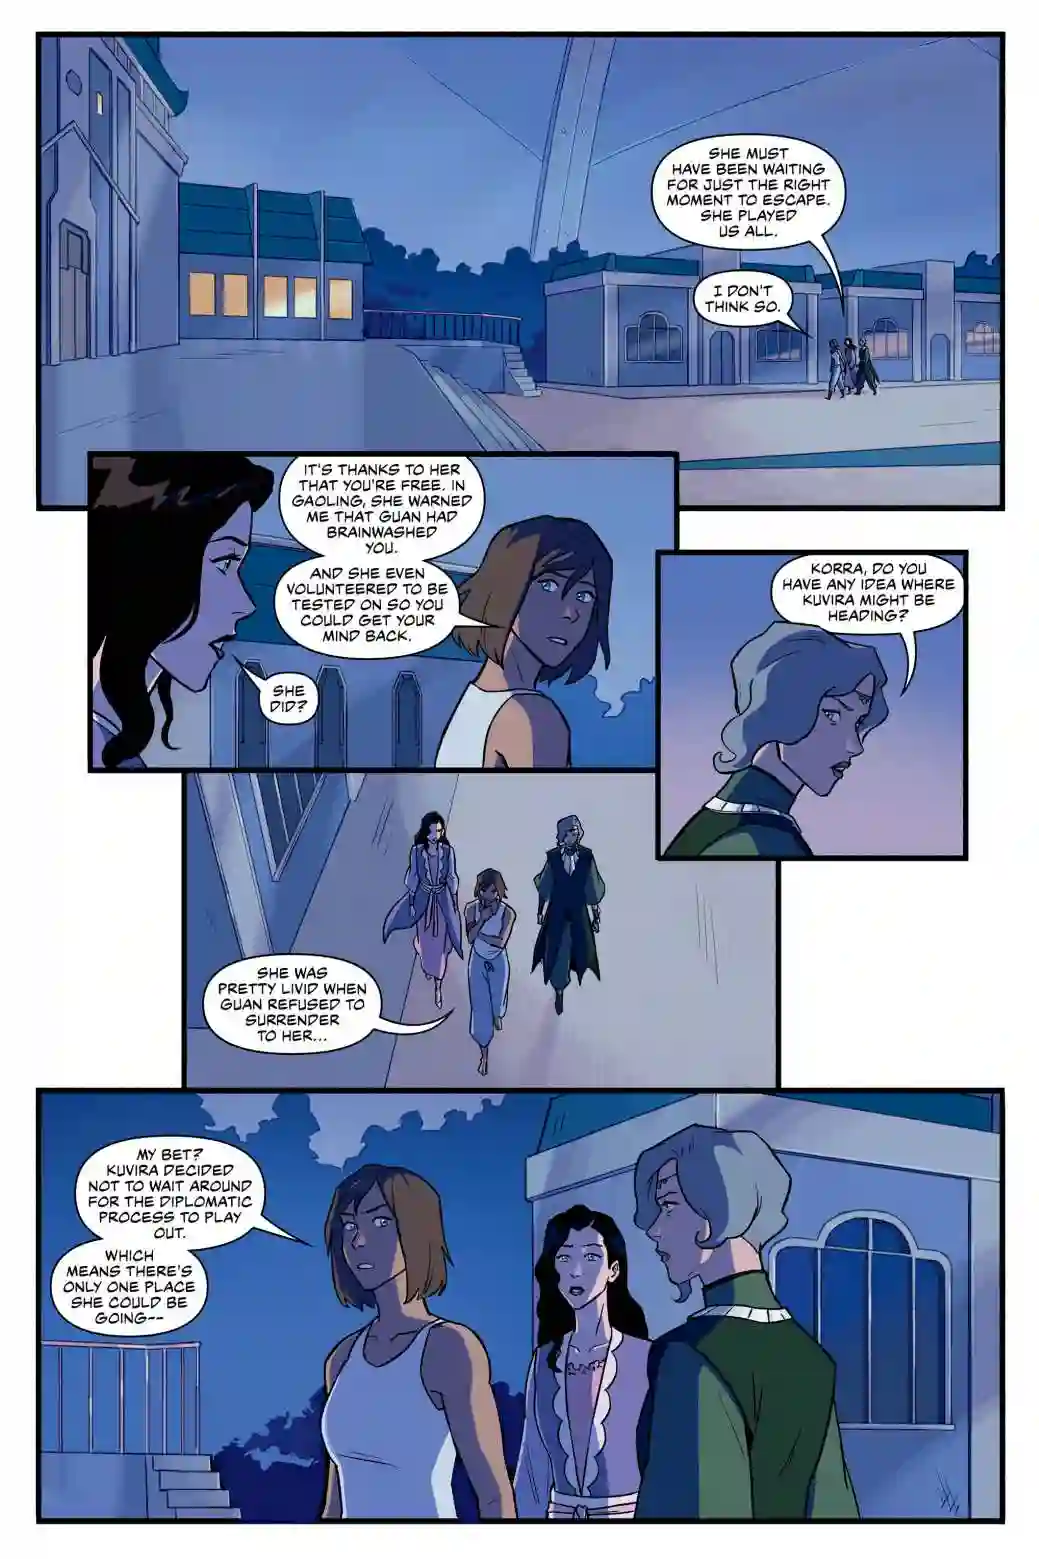 SHE MUST
HAVE BEEN WAITING
FOR JUST THE RIGHT
MOMENT TO ESCAPE.
SHE PLAYED
US ALL.
I DON'T
THINK SO.
IT'S THANKS TO HER
THAT YOU'RE FREE. IN
GAOLING, SHE WARNED
ME THAT GUAN HAD
BRAINWASHED
YOU.
AND SHE EVEN
VOLUNTEERED TO BE
TESTED ON SO YOU
COULD GET YOUR
MIND BACK.
SHE
DID?
KORRA, DO YOU
HAVE ANY IDEA WHERE
KUVIRA MIGHT BE
HEADING?
SHE WAS
PRETTY LIVID WHEN
GUAN REFUSED TO
SURRENDER
TO HER...
MY BET?
KUVIRA DECIDED
NOT TO WAIT AROUND
FOR THE DIPLOMATIC
PROCESS TO PLAY
OUT.
WHICH
MEANS THERE'S
ONLY ONE PLACE
SHE COULD BE
GOING--